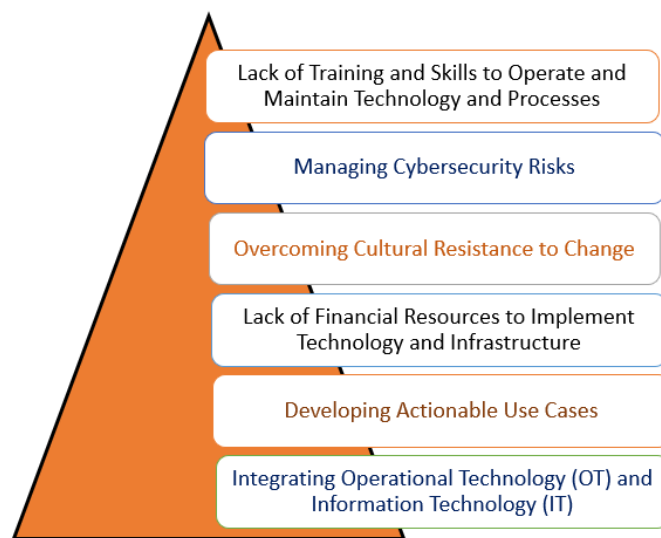 Lack of Training and Skills to Operate and
Maintain Technology and Processes
Managing Cybersecurity Risks
Overcoming Cultural Resistance to Change
Lack of Financial Resources to Implement
Technology and Infrastructure
Developing Actionable Use Cases
Integrating Operational Technology (OT) and
Information Technology (IT)